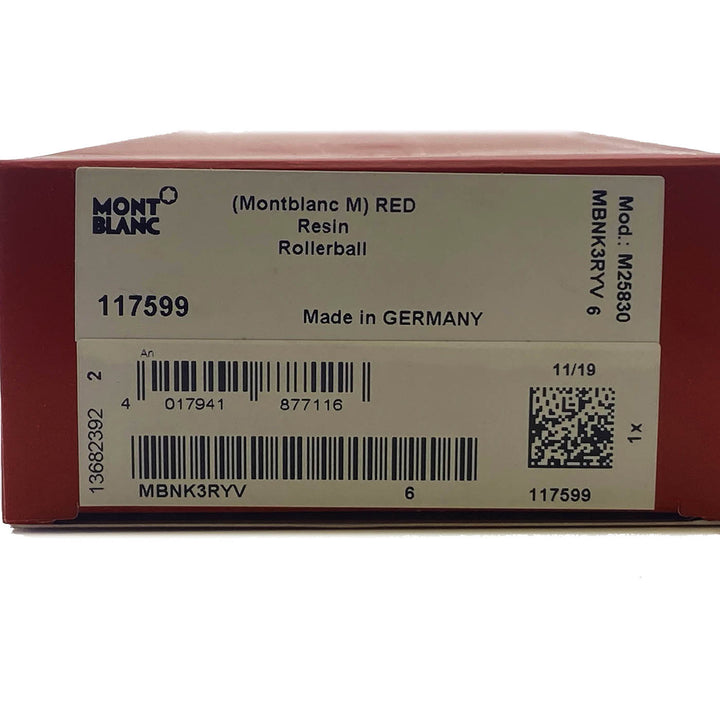 MONT
BLANC
(Montblanc M) RED
Resin
Rollerball
117599
Made in GERMANY
Mod.: M25830
MBNK3RYV 6
13682392 2
An
4 017941 877116
MBNK3RYV 6
11/19
1x
117599